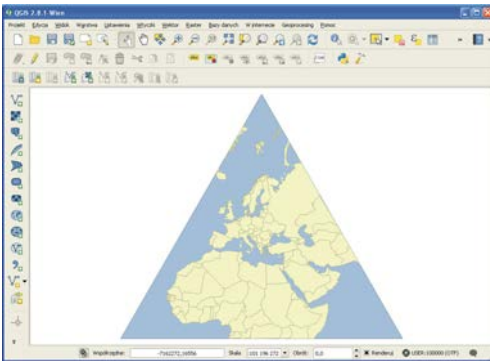 QGIS 2.8.1-Wien
Projekt Edycja Widok Warstwa Ustawienia Wtyczki Wektor Raster Bazy danych W internecie Geoprocessing Pomoc
Współrzędne: Skala Obrót: 0,0 Renderuj USER:100000 (OTF)